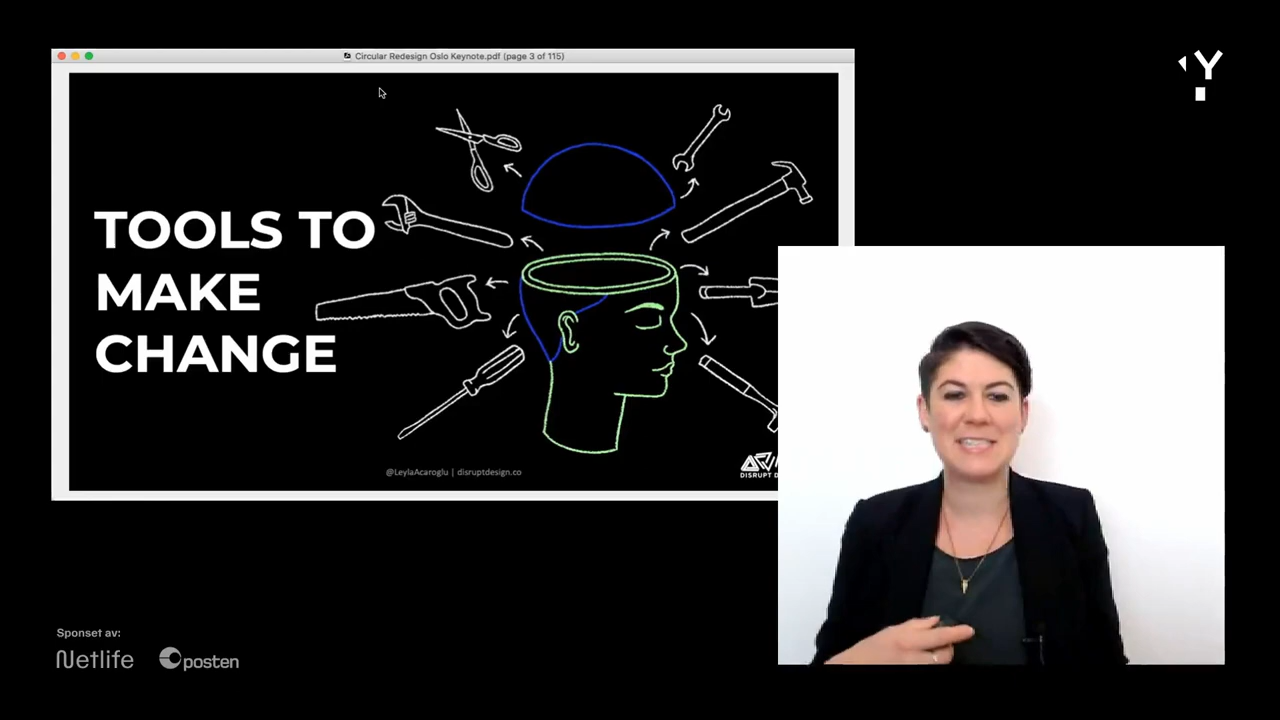 Circular Redesign Oslo Keynote.pdf (page 3 of 115)
Y
TOOLS TO
MAKE
CHANGE
@LeylaAcaroglu | disruptdesign.co
DISRUPT D
Sponset av:
Netlife
posten